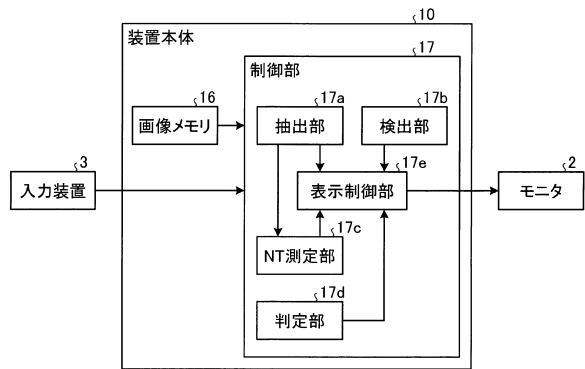 10
装置本体
17
制御部
16
画像メモリ
17a
抽出部
17b
検出部
3
入力装置
17e
表示制御部
2
モニタ
17c
NT測定部
17d
判定部